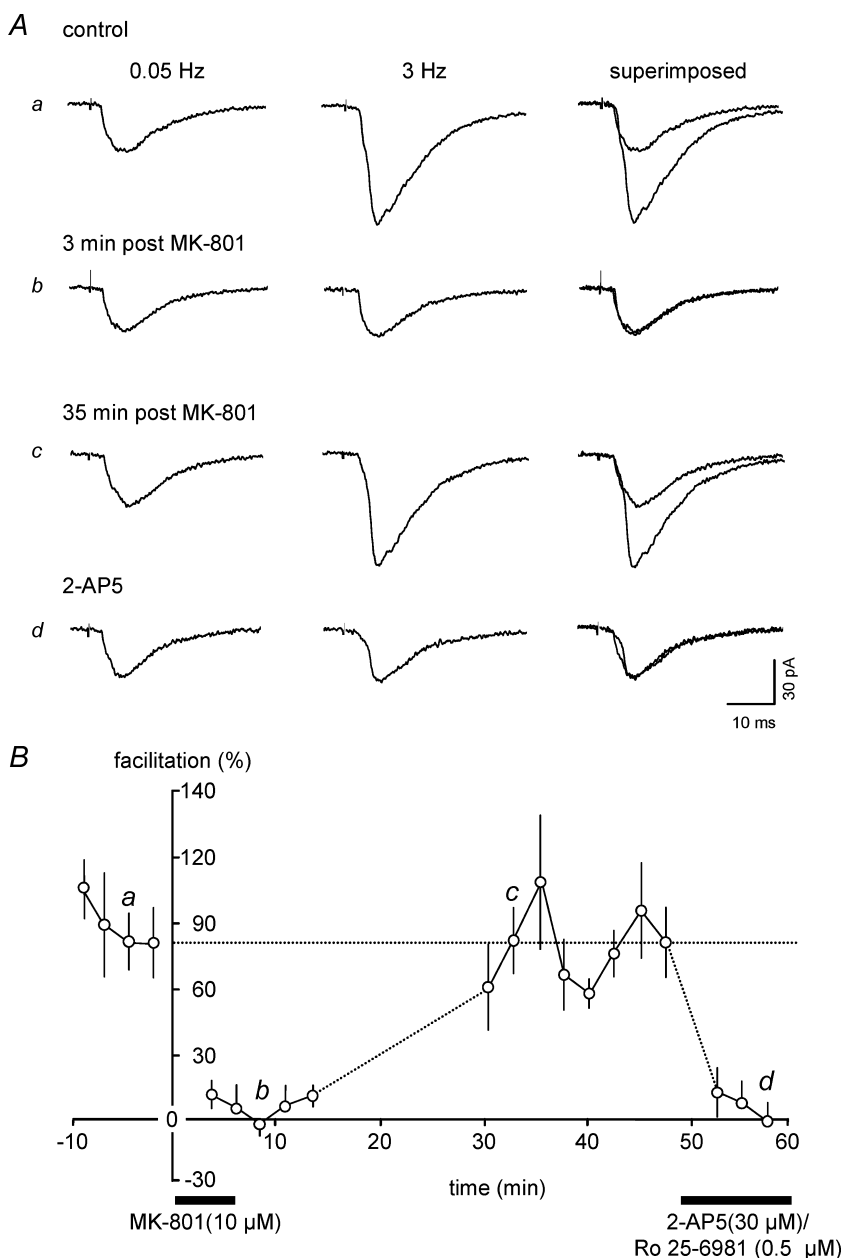 A control
0.05 Hz 3 Hz superimposed
a
3 min post MK-801
b
35 min post MK-801
c
2-AP5
d
30 pA
10 ms
B facilitation (%)
140
120
a
c
90
60
30
b
d
0
-10 10 20 30 40 50 60
-30
time (min)
MK-801(10 µM) 2-AP5(30 µM)/
Ro 25-6981 (0.5 µM)